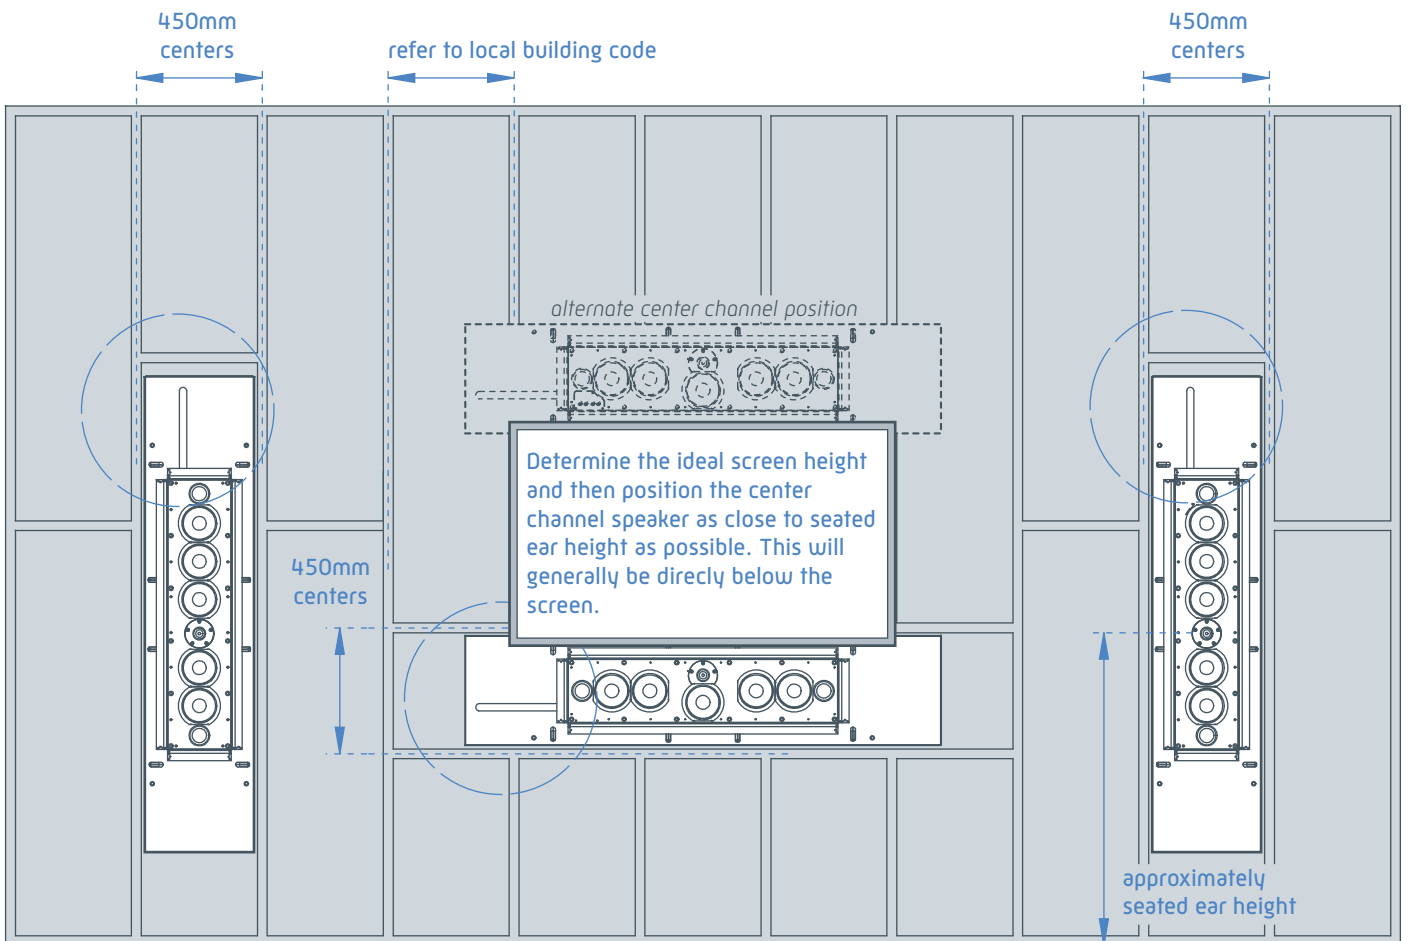 450mm
centers
refer to local building code
450mm
centers
alternate center channel position
Determine the ideal screen height
and then position the center
channel speaker as close to seated
ear height as possible. This will
generally be direcly below the
screen.
450mm
centers
approximately
seated ear height